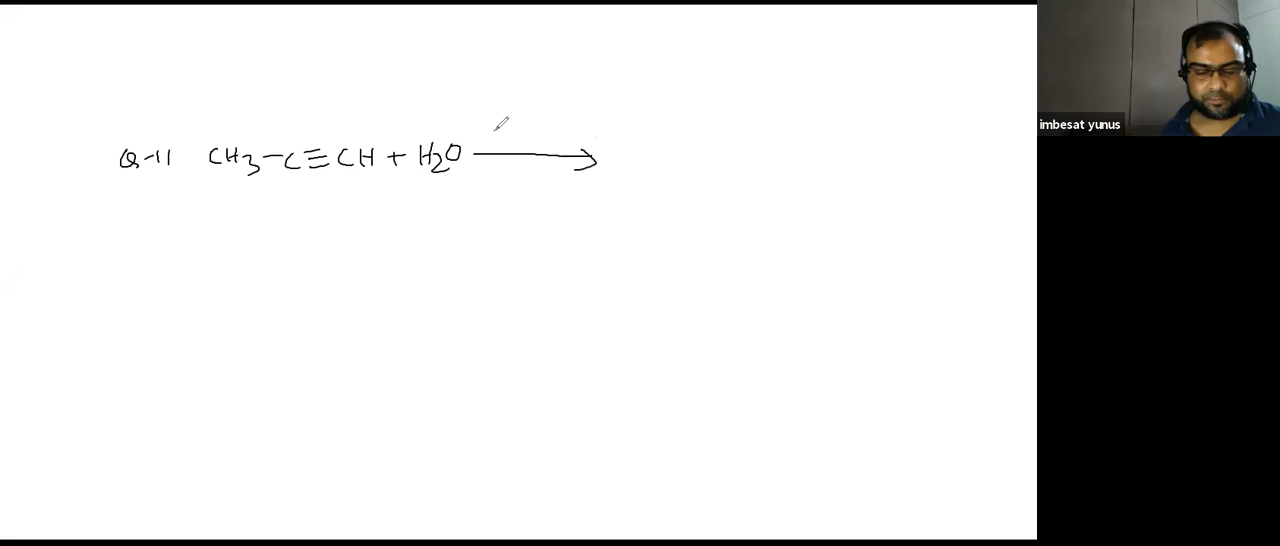 imbesat yunus
Q-11 CH3-C≡CH + H2O ⟶